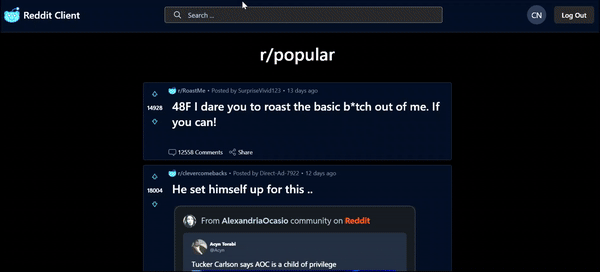 Reddit Client
Search ...
CN
Log Out
r/popular
r/RoastMe • Posted by SurpriseVivid123 • 13 days ago
14928
48F I dare you to roast the basic b*tch out of me. If
you can!
12558 Comments
Share
r/clevercomebacks • Posted by Direct-Ad-7922 • 12 days ago
18004
He set himself up for this ..
From AlexandriaOcasio community on Reddit
Acyn Torabi
@Acyn
Tucker Carlson says AOC is a child of privilege